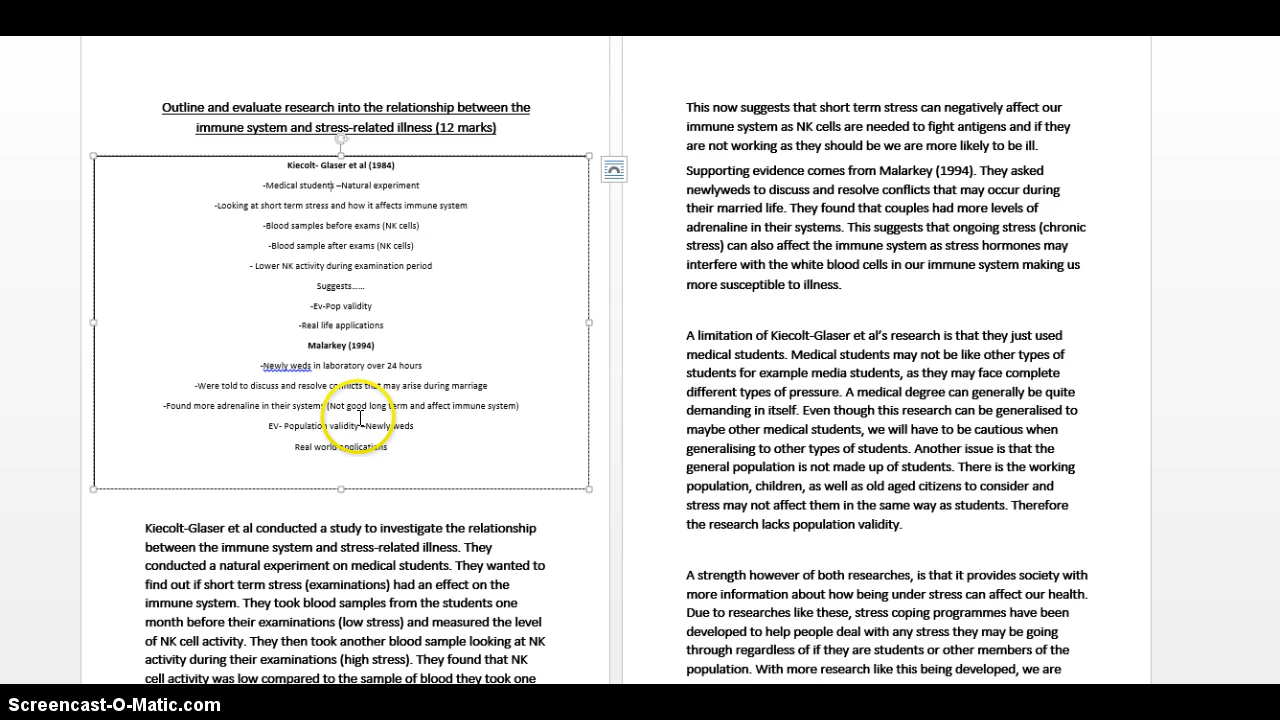 Outline and evaluate research into the relationship between the
immune system and stress-related illness (12 marks)
Kiecolt- Glaser et al (1984)
-Medical students –Natural experiment
-Looking at short term stress and how it affects immune system
-Blood samples before exams (NK cells)
-Blood sample after exams (NK cells)
- Lower NK activity during examination period
Suggests......
-Ev-Pop validity
-Real life applications
Malarkey (1994)
-Newly weds in laboratory over 24 hours
-Were told to discuss and resolve conflicts that may arise during marriage
-Found more adrenaline in their systems (Not good long term and affect immune system)
EV- Population validity –Newly weds
Real world applications
Kiecolt-Glaser et al conducted a study to investigate the relationship
between the immune system and stress-related illness. They
conducted a natural experiment on medical students. They wanted to
find out if short term stress (examinations) had an effect on the
immune system. They took blood samples from the students one
month before their examinations (low stress) and measured the level
of NK cell activity. They then took another blood sample looking at NK
activity during their examinations (high stress). They found that NK
cell activity was low compared to the sample of blood they took one
This now suggests that short term stress can negatively affect our
immune system as NK cells are needed to fight antigens and if they
are not working as they should be we are more likely to be ill.
Supporting evidence comes from Malarkey (1994). They asked
newlyweds to discuss and resolve conflicts that may occur during
their married life. They found that couples had more levels of
adrenaline in their systems. This suggests that ongoing stress (chronic
stress) can also affect the immune system as stress hormones may
interfere with the white blood cells in our immune system making us
more susceptible to illness.
A limitation of Kiecolt-Glaser et al's research is that they just used
medical students. Medical students may not be like other types of
students for example media students, as they may face complete
different types of pressure. A medical degree can generally be quite
demanding in itself. Even though this research can be generalised to
maybe other medical students, we will have to be cautious when
generalising to other types of students. Another issue is that the
general population is not made up of students. There is the working
population, children, as well as old aged citizens to consider and
stress may not affect them in the same way as students. Therefore
the research lacks population validity.
A strength however of both researches, is that it provides society with
more information about how being under stress can affect our health.
Due to researches like these, stress coping programmes have been
developed to help people deal with any stress they may be going
through regardless of if they are students or other members of the
population. With more research like this being developed, we are
Screencast-O-Matic.com